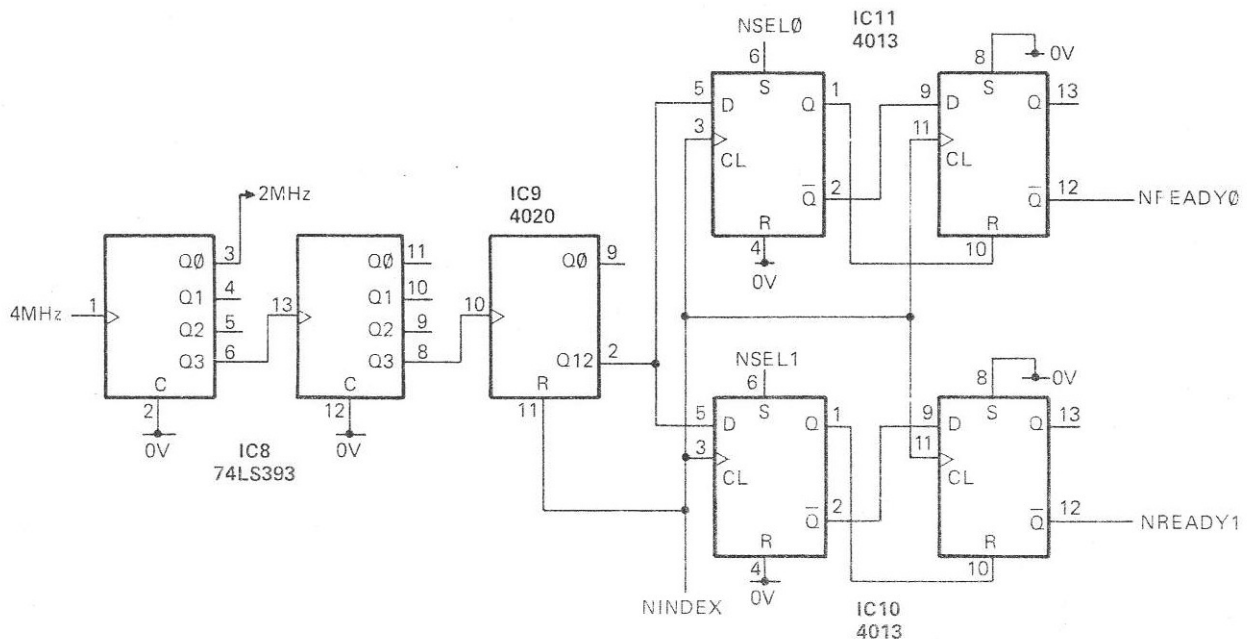 NSELØ
IC11
4013
6
8
0V
S
S
5
D
Q
1
9
D
Q
13
3
CL
11
CL
2MHz
IC9
4020
2
Q̅
Q̅
12
NREADYØ
R
4
0V
R
10
QØ
3
QØ
11
QØ
9
Q1
4
Q1
10
4MHz
1
13
10
Q2
5
Q2
9
Q3
6
Q3
8
Q12
2
C
C
R
2
12
11
0V
0V
IC8
74LS393
NSEL1
6
8
0V
S
S
5
D
Q
1
9
D
Q
13
3
CL
11
CL
2
Q̅
Q̅
12
NREADY1
R
4
0V
R
10
NINDEX
IC10
4013